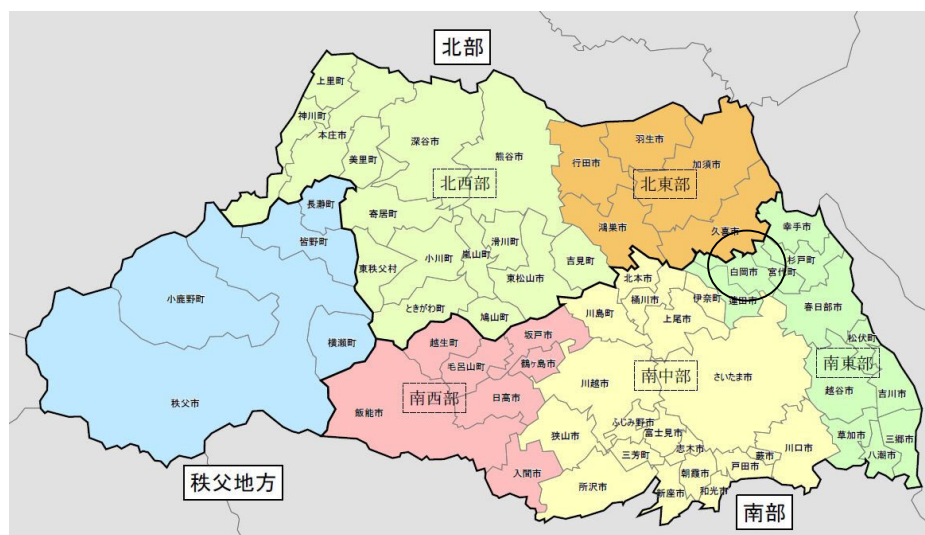 北部
上里町
神川町
本庄市
美里町
深谷市
熊谷市
北西部
長瀞町
皆野町
寄居町
小川町
嵐山町
滑川町
東松山市
吉見町
東秩父村
ときがわ町
鳩山町
行田市
羽生市
加須市
北東部
鴻巣市
久喜市
幸手市
杉戸町
白岡市
宮代町
蓮田市
春日部市
松伏町
南東部
越谷市
吉川市
草加市
三郷市
八潮市
北本市
桶川市
伊奈町
川島町
上尾市
南中部
さいたま市
川越市
ふじみ野市
富士見市
狭山市
三芳町
志木市
所沢市
新座市
朝霞市
和光市
戸田市
蕨市
川口市
越生町
坂戸市
毛呂山町
鶴ヶ島市
南西部
日高市
飯能市
入間市
小鹿野町
横瀬町
秩父市
秩父地方
南部